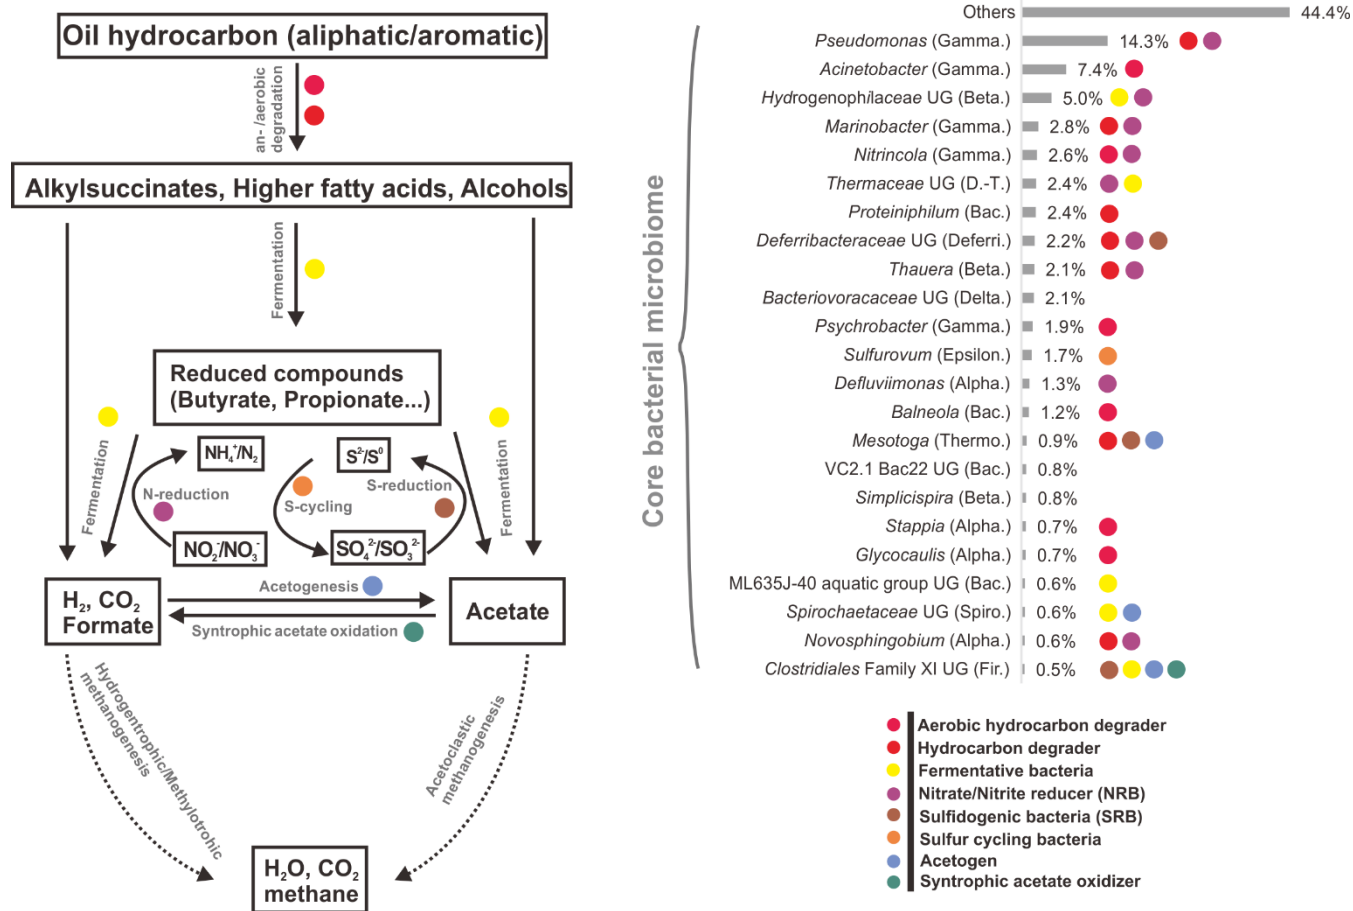 Oil hydrocarbon (aliphatic/aromatic)
an- /aerobic
degradation
Alkylsuccinates, Higher fatty acids, Alcohols
Fermentation
Reduced compounds
(Butyrate, Propionate...)
Fermentation
Fermentation
NH₄⁺/N₂
S²⁻/S⁰
N-reduction
S-cycling
S-reduction
NO₂⁻/NO₃⁻
SO₄²⁻/SO₃²⁻
H₂, CO₂
Formate
Acetogenesis
Syntrophic acetate oxidation
Acetate
Hydrogentrophic/Methylotrohic
methanogenesis
Acetoclastic
methanogenesis
H₂O, CO₂
methane
Core bacterial microbiome
Others 44.4%
Pseudomonas (Gamma.) 14.3%
Acinetobacter (Gamma.) 7.4%
Hydrogenophilaceae UG (Beta.) 5.0%
Marinobacter (Gamma.) 2.8%
Nitrincola (Gamma.) 2.6%
Thermaceae UG (D.-T.) 2.4%
Proteiniphilum (Bac.) 2.4%
Deferribacteraceae UG (Deferri.) 2.2%
Thauera (Beta.) 2.1%
Bacteriovoracaceae UG (Delta.) 2.1%
Psychrobacter (Gamma.) 1.9%
Sulfurovum (Epsilon.) 1.7%
Defluviimonas (Alpha.) 1.3%
Balneola (Bac.) 1.2%
Mesotoga (Thermo.) 0.9%
VC2.1 Bac22 UG (Bac.) 0.8%
Simplicispira (Beta.) 0.8%
Stappia (Alpha.) 0.7%
Glycocaulis (Alpha.) 0.7%
ML635J-40 aquatic group UG (Bac.) 0.6%
Spirochaetaceae UG (Spiro.) 0.6%
Novosphingobium (Alpha.) 0.6%
Clostridiales Family XI UG (Fir.) 0.5%
Aerobic hydrocarbon degrader
Hydrocarbon degrader
Fermentative bacteria
Nitrate/Nitrite reducer (NRB)
Sulfidogenic bacteria (SRB)
Sulfur cycling bacteria
Acetogen
Syntrophic acetate oxidizer